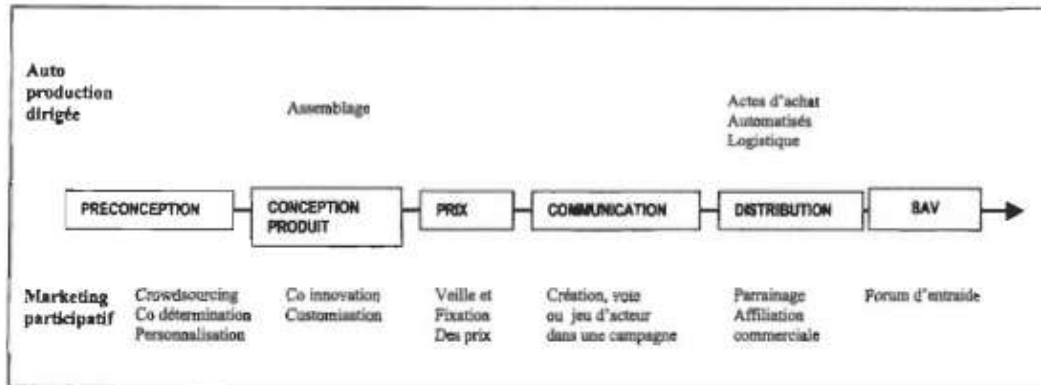 Auto
production
dirigée
Assemblage
Actes d'achat
Automatisés
Logistique
PRECONCEPTION
CONCEPTION
PRODUIT
PRIX
COMMUNICATION
DISTRIBUTION
SAV
Marketing
participatif
Crowdsourcing
Co détermination
Personnalisation
Co innovation
Customisation
Veille et
Fixation
Des prix
Création, vote
ou jeu d'acteur
dans une campagne
Parrainage
Affiliation
commerciale
Forum d'entraide